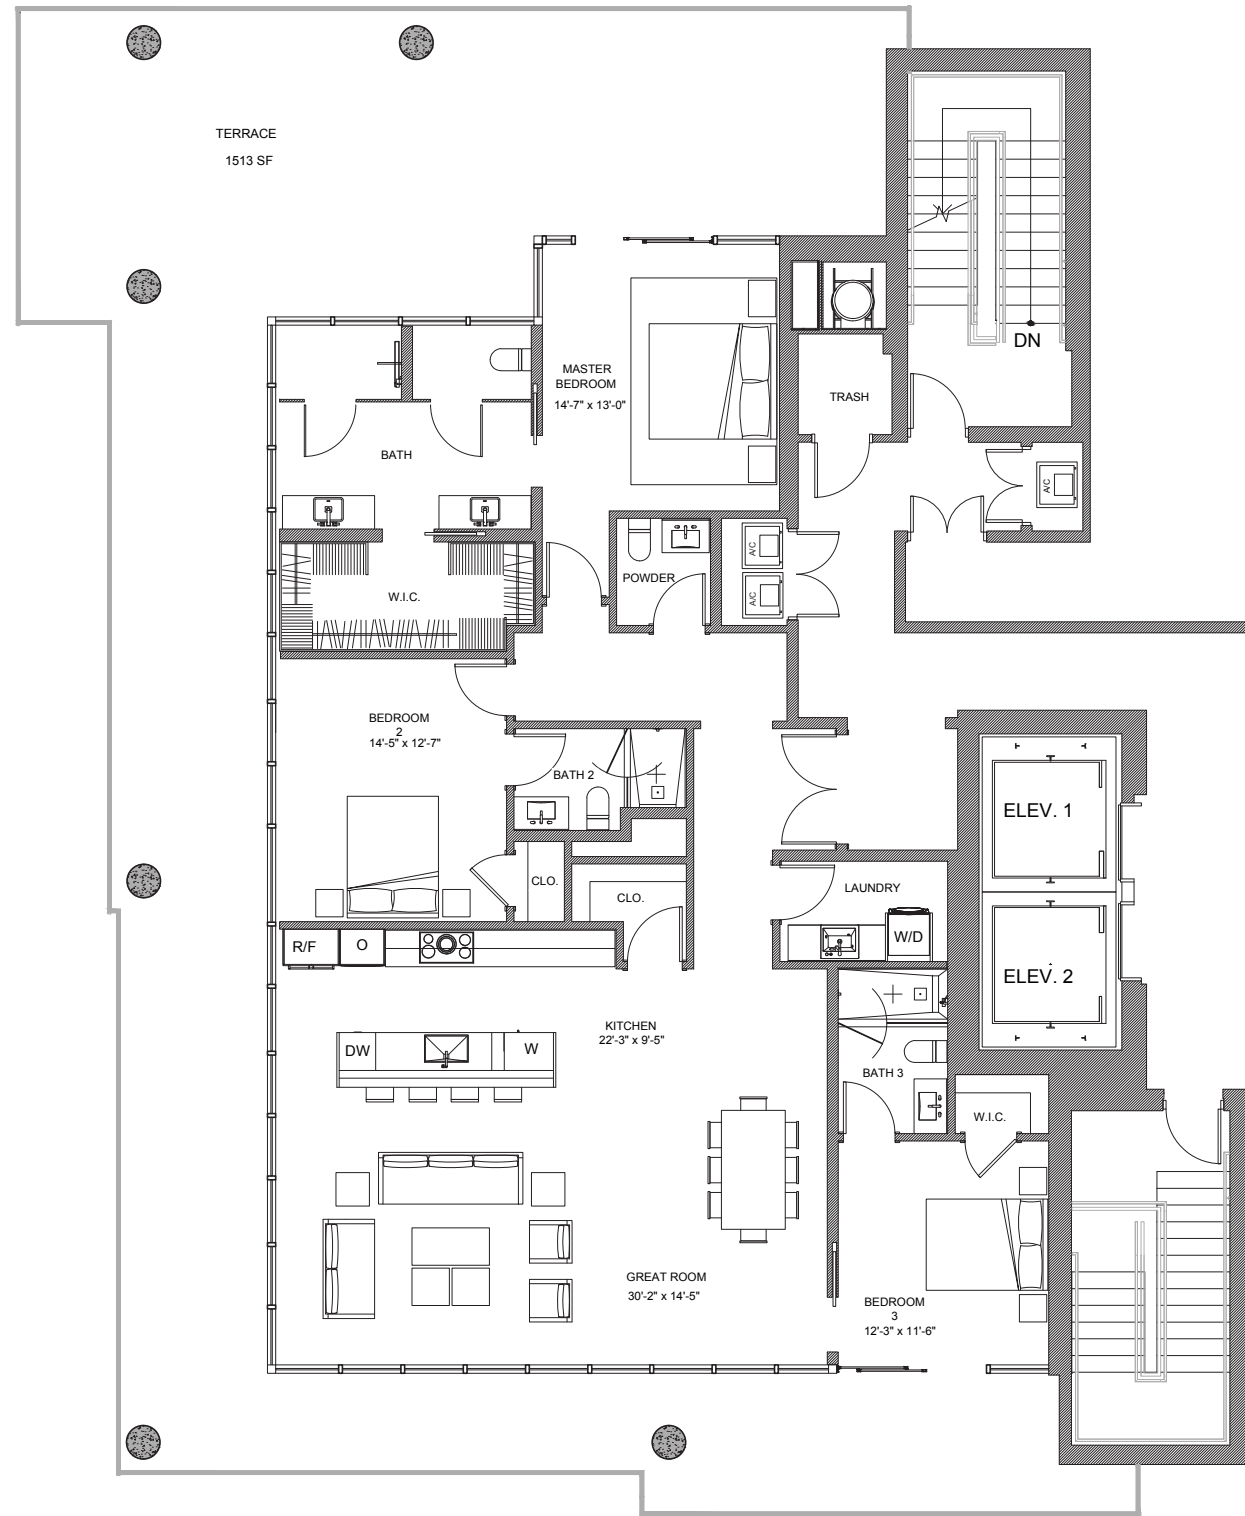 TERRACE
1513 SF
DN
MASTER
BEDROOM
14'-7" x 13'-0"
TRASH
BATH
A/C
A/C
A/C
POWDER
W.I.C.
BEDROOM
2
14'-5" x 12'-7"
BATH 2
ELEV. 1
CLO.
CLO.
LAUNDRY
R/F
O
W/D
ELEV. 2
KITCHEN
22'-3" x 9'-5"
DW
W
BATH 3
W.I.C.
GREAT ROOM
30'-2" x 14'-5"
BEDROOM
3
12'-3" x 11'-6"